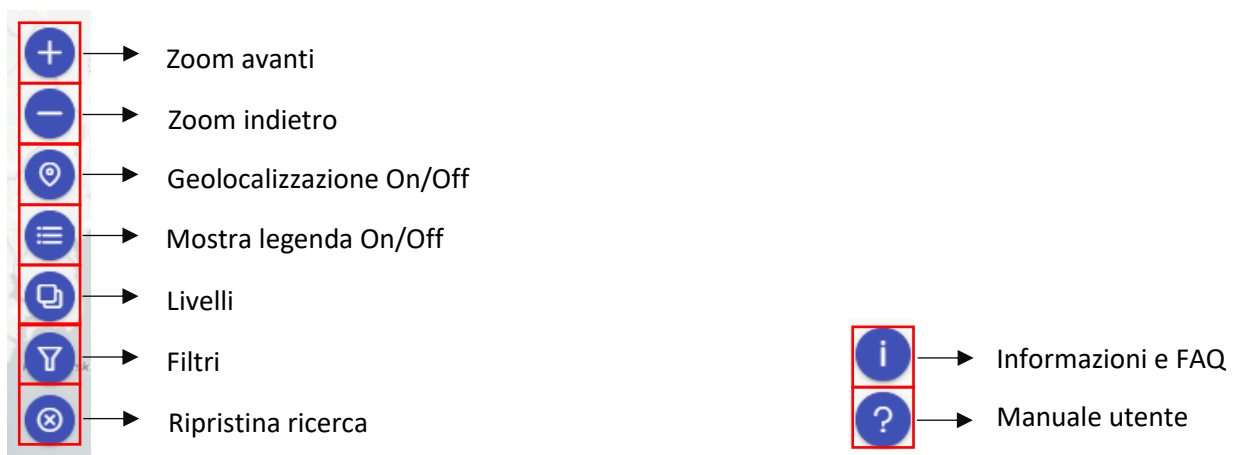 Zoom avanti
Zoom indietro
Geolocalizzazione On/Off
Mostra legenda On/Off
Livelli
Filtri
Ripristina ricerca
i
Informazioni e FAQ
?
Manuale utente